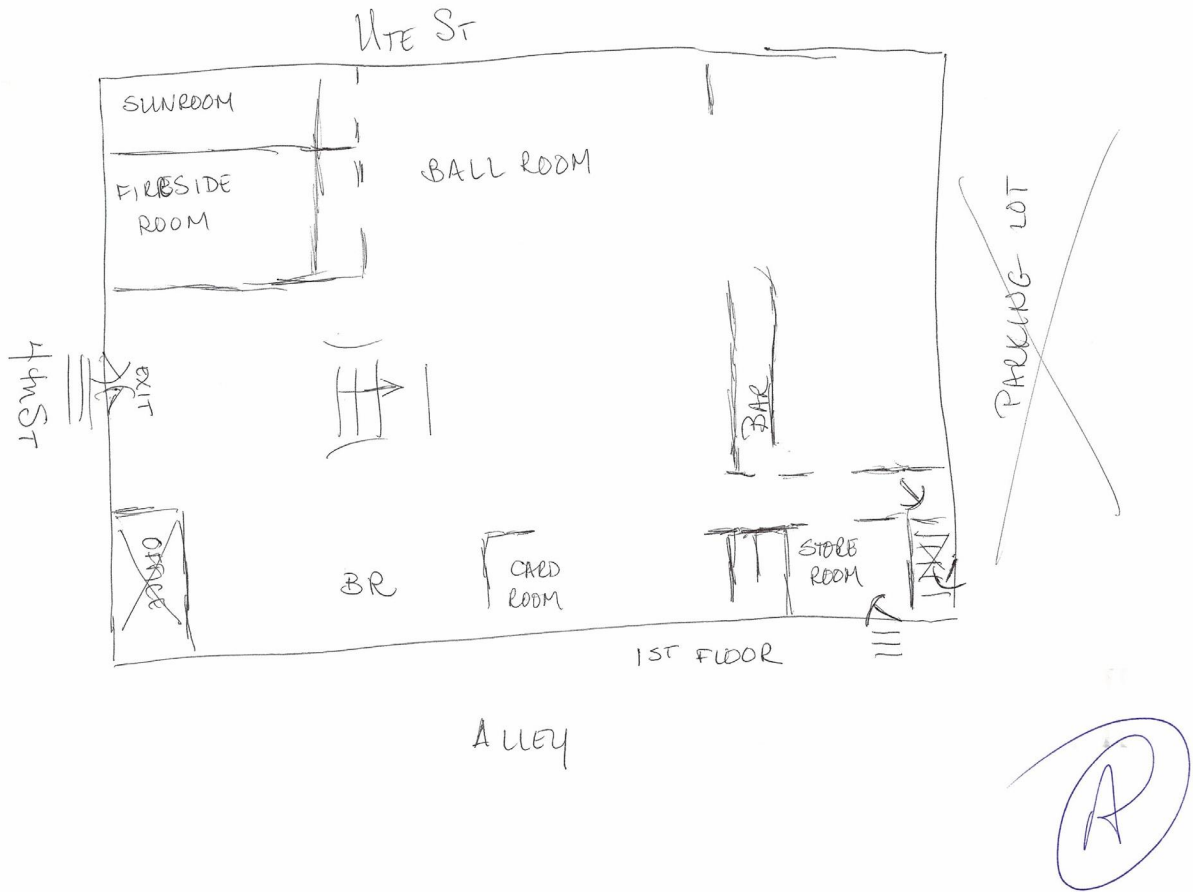 UTE ST
SUNROOM
FIRESIDE
ROOM
BALL ROOM
PARKING LOT
4TH ST
EXIT
BAR
OFFICE
BR
CARD
ROOM
STORE
ROOM
1ST FLOOR
ALLEY
A